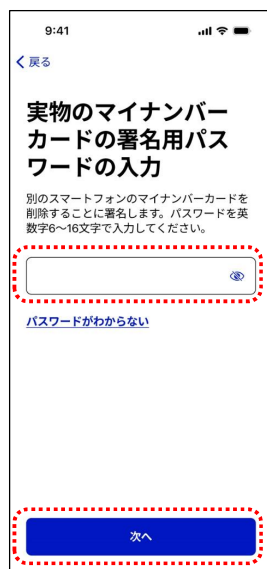 9:41
戻る
実物のマイナンバー
カードの署名用パス
ワードの入力
別のスマートフォンのマイナンバーカードを
削除することに署名します。パスワードを英
数字6〜16文字で入力してください。
パスワードがわからない
次へ